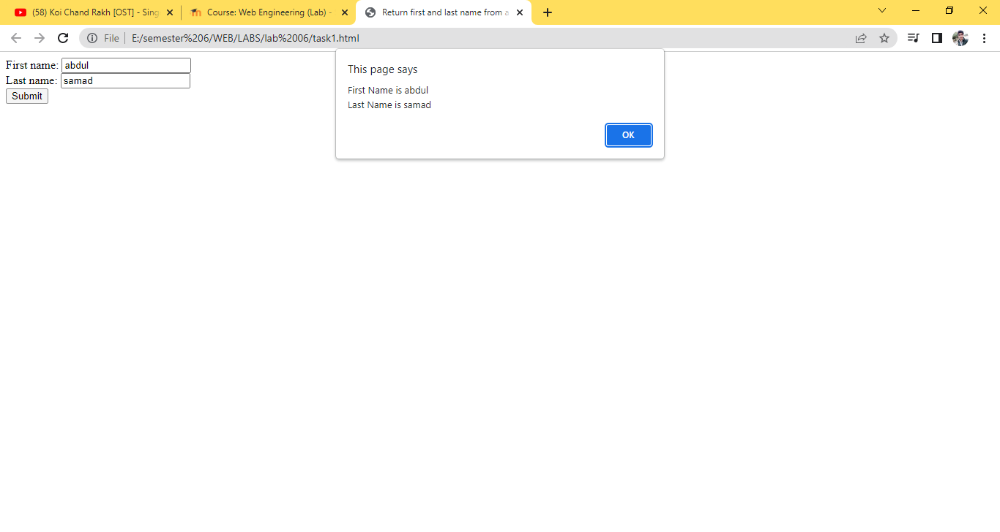 (58) Koi Chand Rakh [OST] - Sing
Course: Web Engineering (Lab) -
Return first and last name from a
File
E:/semester%206/WEB/LABS/lab%2006/task1.html
First name: abdul
Last name: samad
Submit
This page says
First Name is abdul
Last Name is samad
OK